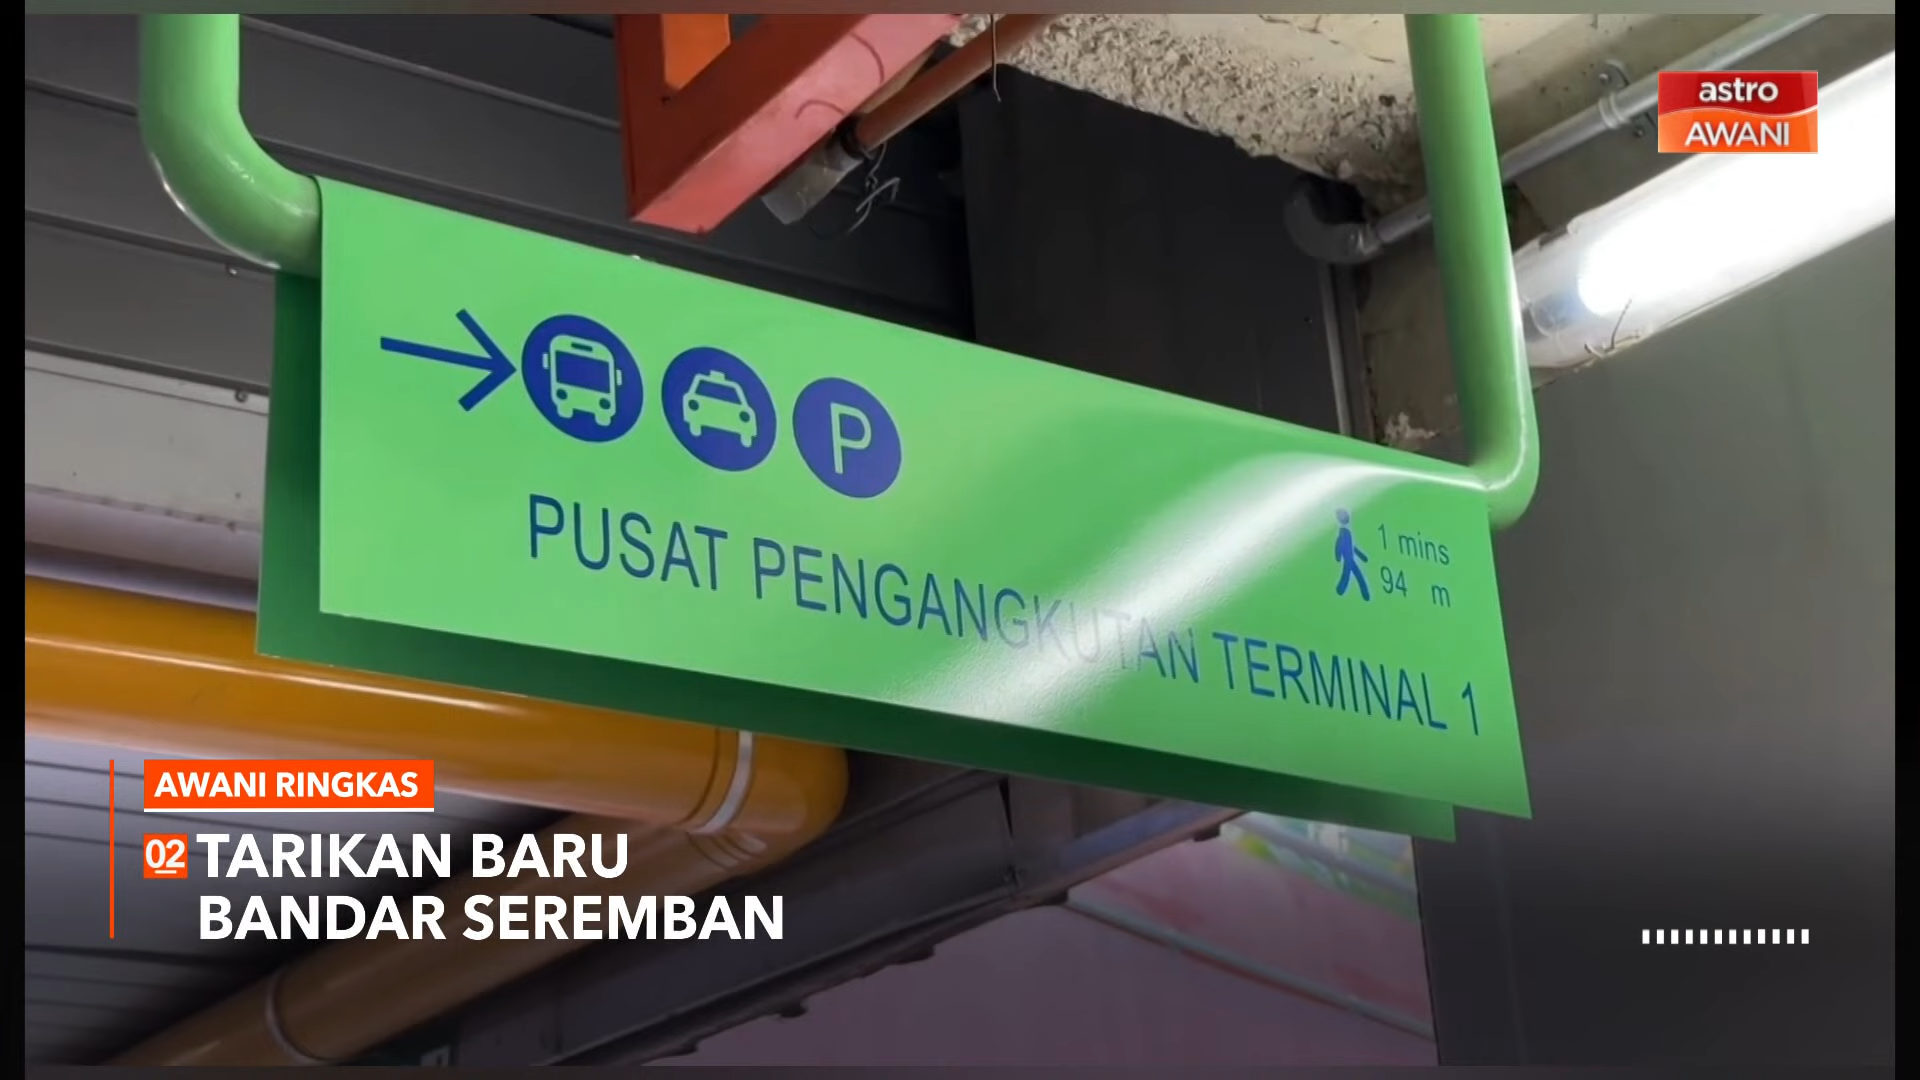 astro
AWANI
P
PUSAT PENGANGKUTAN TERMINAL 1
1 mins
94 m
AWANI RINGKAS
02 TARIKAN BARU
BANDAR SEREMBAN